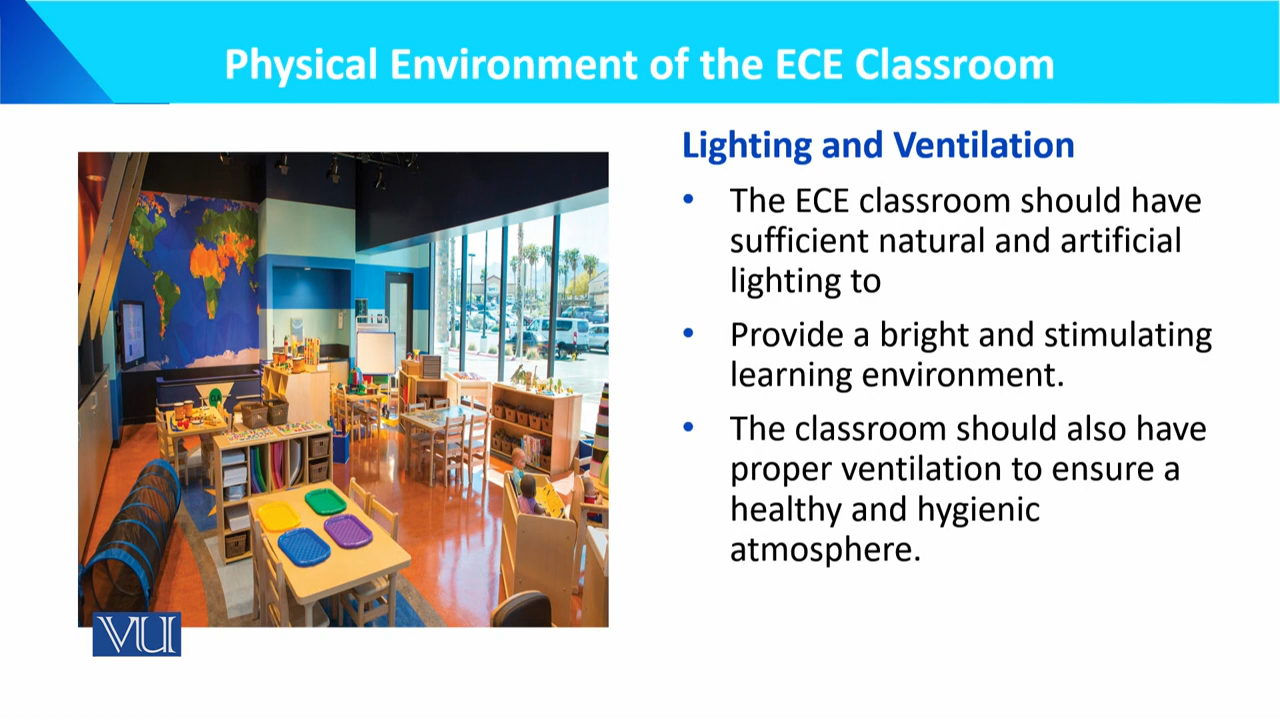 Physical Environment of the ECE Classroom
Lighting and Ventilation
• The ECE classroom should have
sufficient natural and artificial
lighting to
• Provide a bright and stimulating
learning environment.
• The classroom should also have
proper ventilation to ensure a
healthy and hygienic
atmosphere.
VU